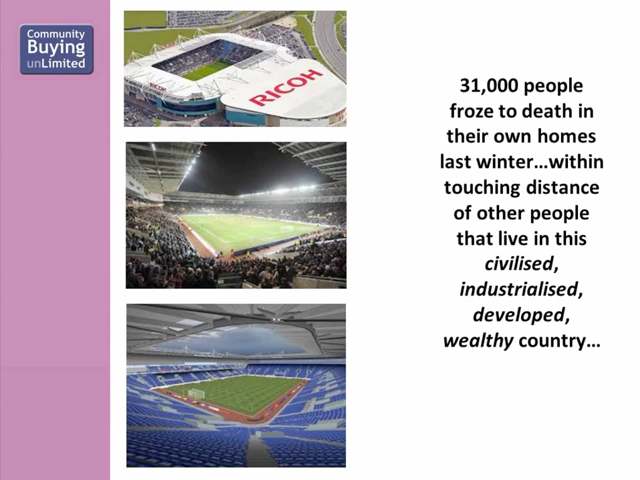 Community
Buying
unLimited
RICOH
RICOH
31,000 people
froze to death in
their own homes
last winter…within
touching distance
of other people
that live in this
civilised,
industrialised,
developed,
wealthy country…